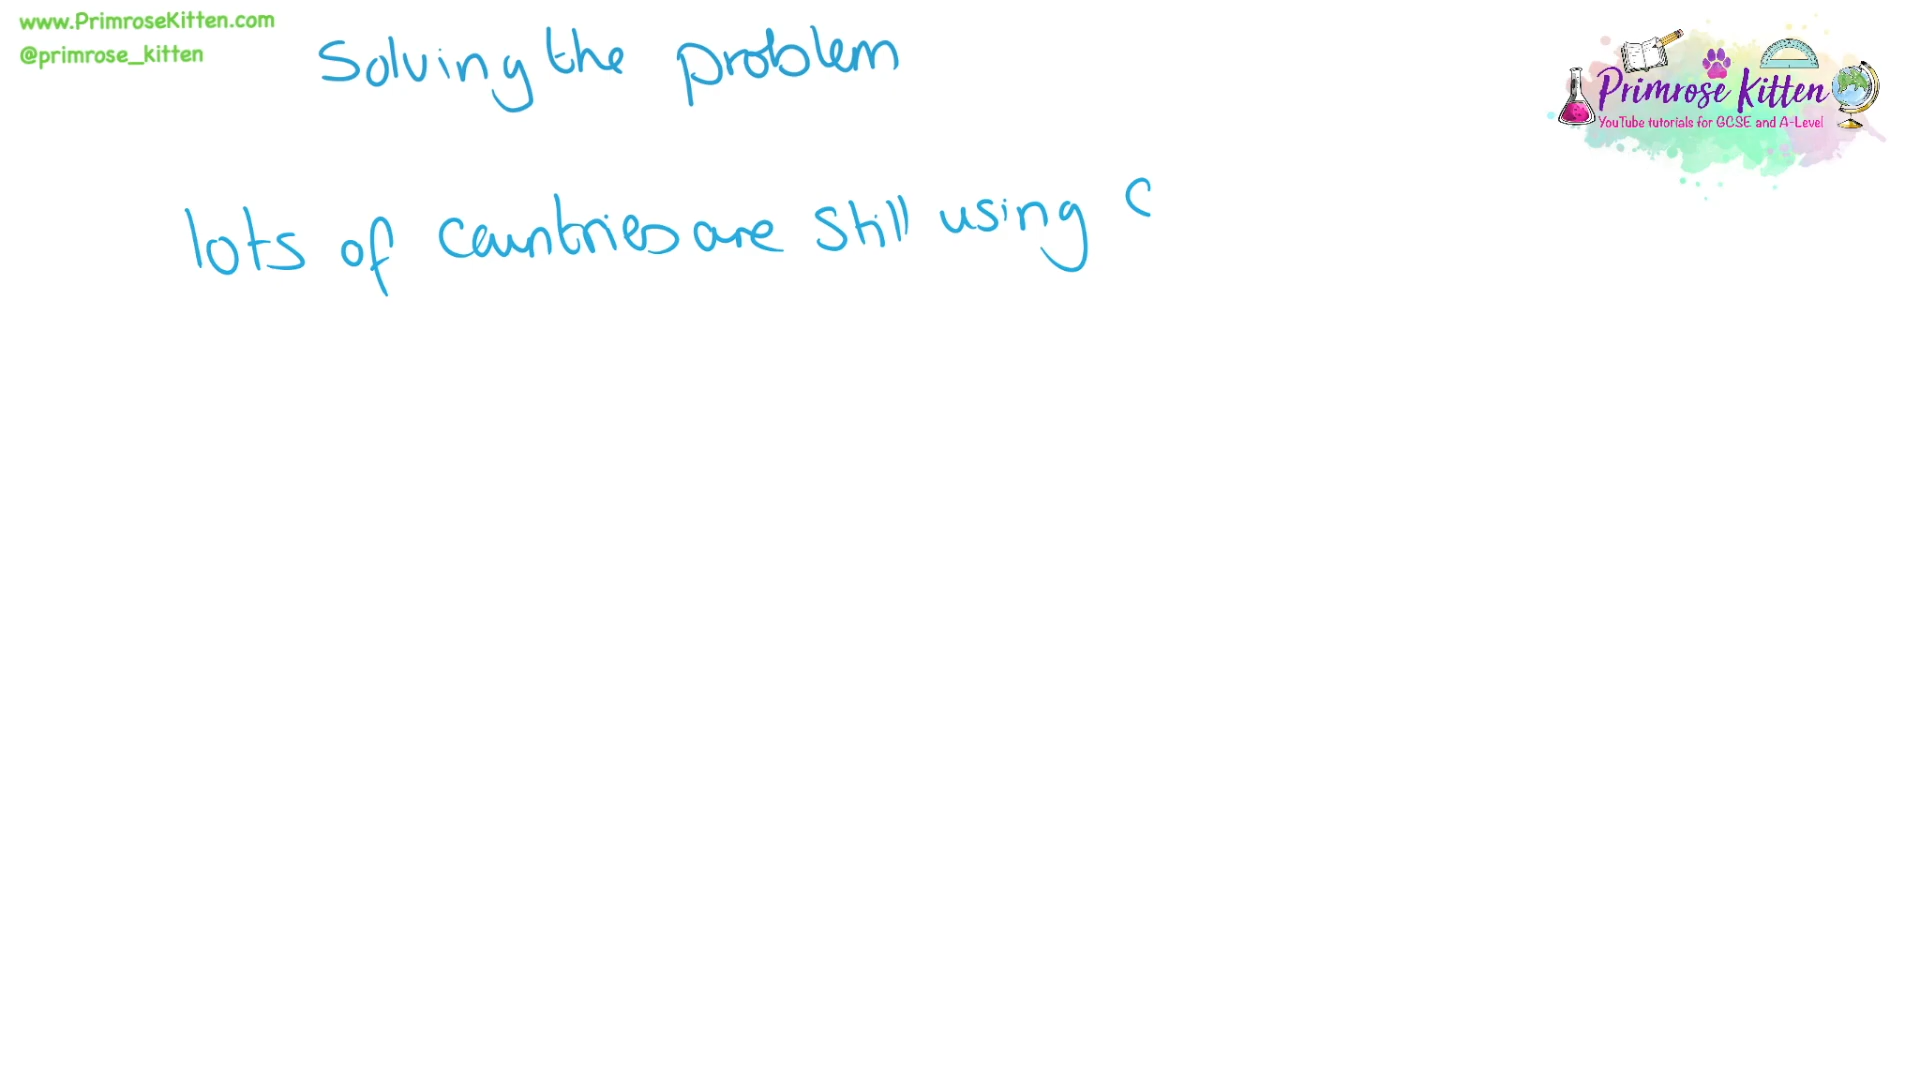 www.PrimroseKitten.com
@primrose_kitten
Solving the problem
Primrose Kitten
YouTube tutorials for GCSE and A-Level
lots of countries are still using C